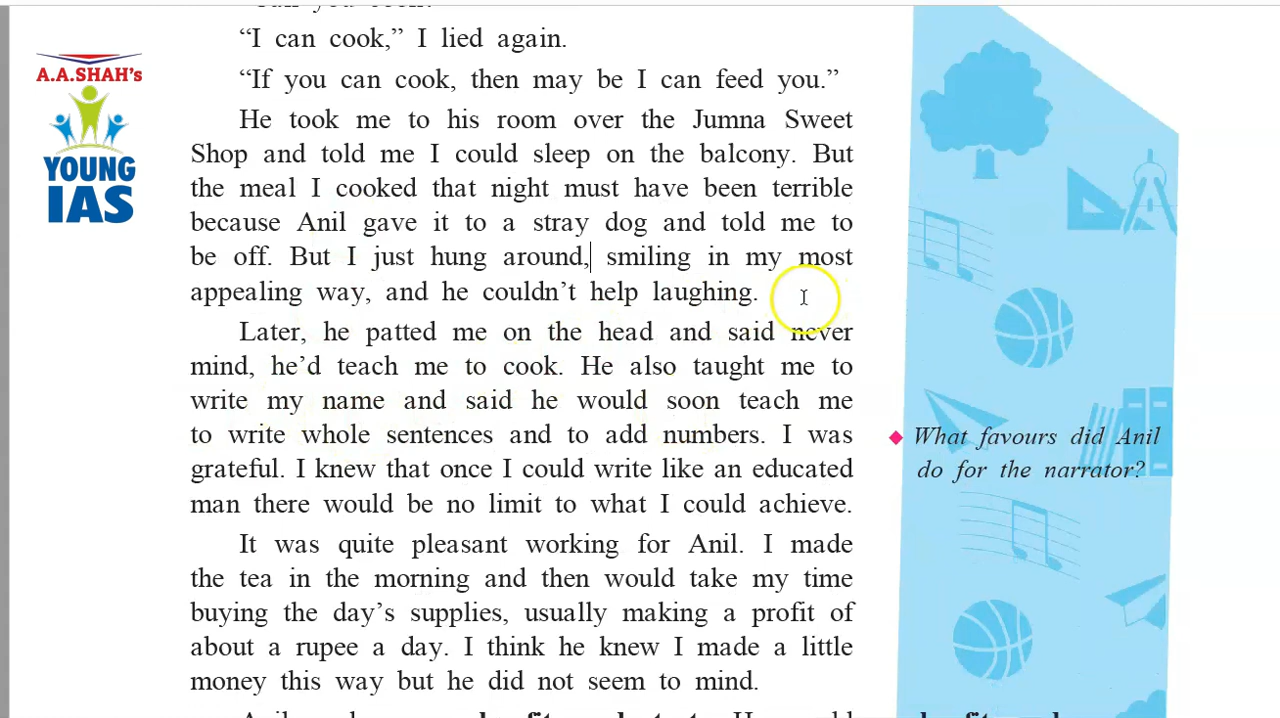 "I can cook," I lied again.
"If you can cook, then may be I can feed you."
He took me to his room over the Jumna Sweet
Shop and told me I could sleep on the balcony. But
the meal I cooked that night must have been terrible
because Anil gave it to a stray dog and told me to
be off. But I just hung around, smiling in my most
appealing way, and he couldn't help laughing.
Later, he patted me on the head and said never
mind, he'd teach me to cook. He also taught me to
write my name and said he would soon teach me
to write whole sentences and to add numbers. I was
grateful. I knew that once I could write like an educated
man there would be no limit to what I could achieve.
It was quite pleasant working for Anil. I made
the tea in the morning and then would take my time
buying the day's supplies, usually making a profit of
about a rupee a day. I think he knew I made a little
money this way but he did not seem to mind.
A.A.SHAH's
YOUNG
IAS
What favours did Anil
do for the narrator?